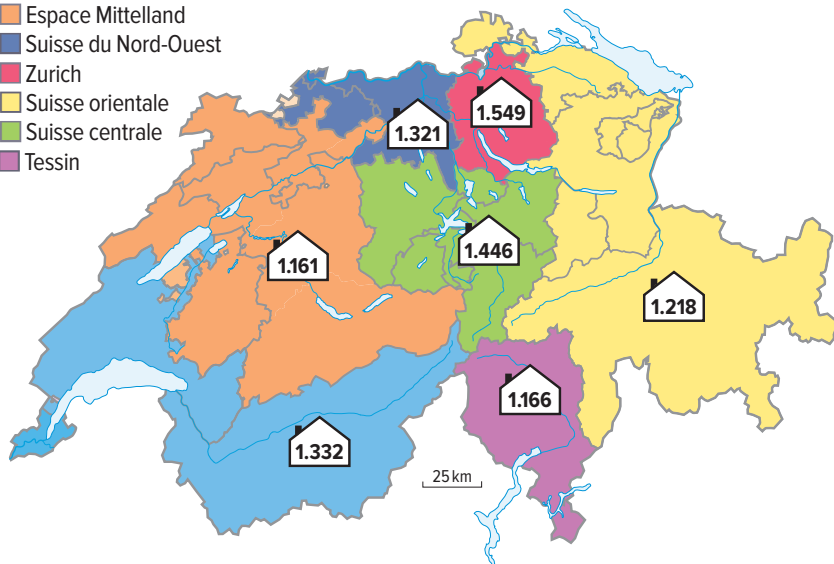 Espace Mittelland
Suisse du Nord-Ouest
Zurich
Suisse orientale
Suisse centrale
Tessin
1.549
1.321
1.446
1.161
1.218
1.166
1.332
25 km